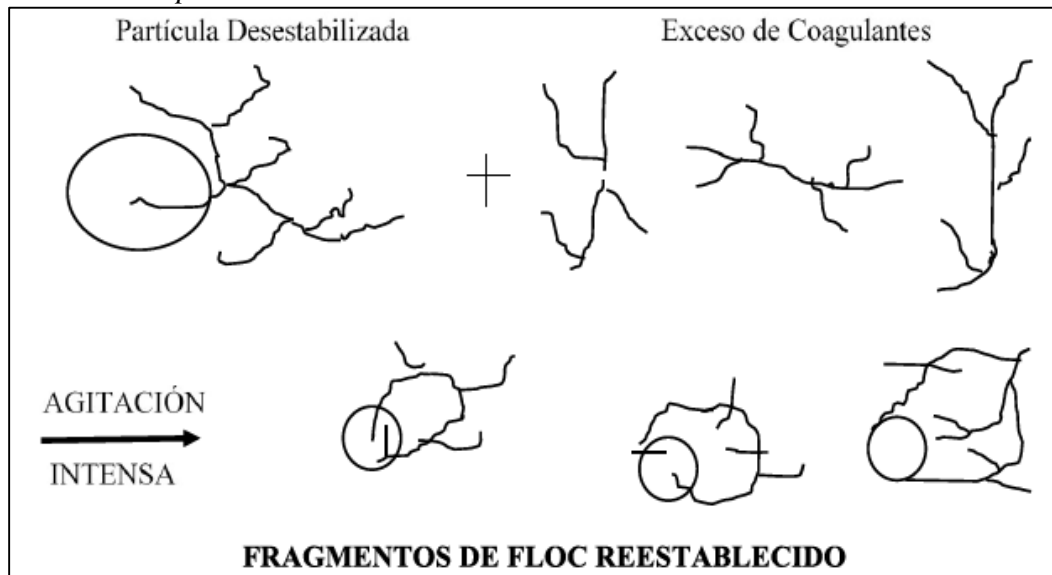 Partícula Desestabilizada
Exceso de Coagulantes
AGITACIÓN
INTENSA
FRAGMENTOS DE FLOC REESTABLECIDO